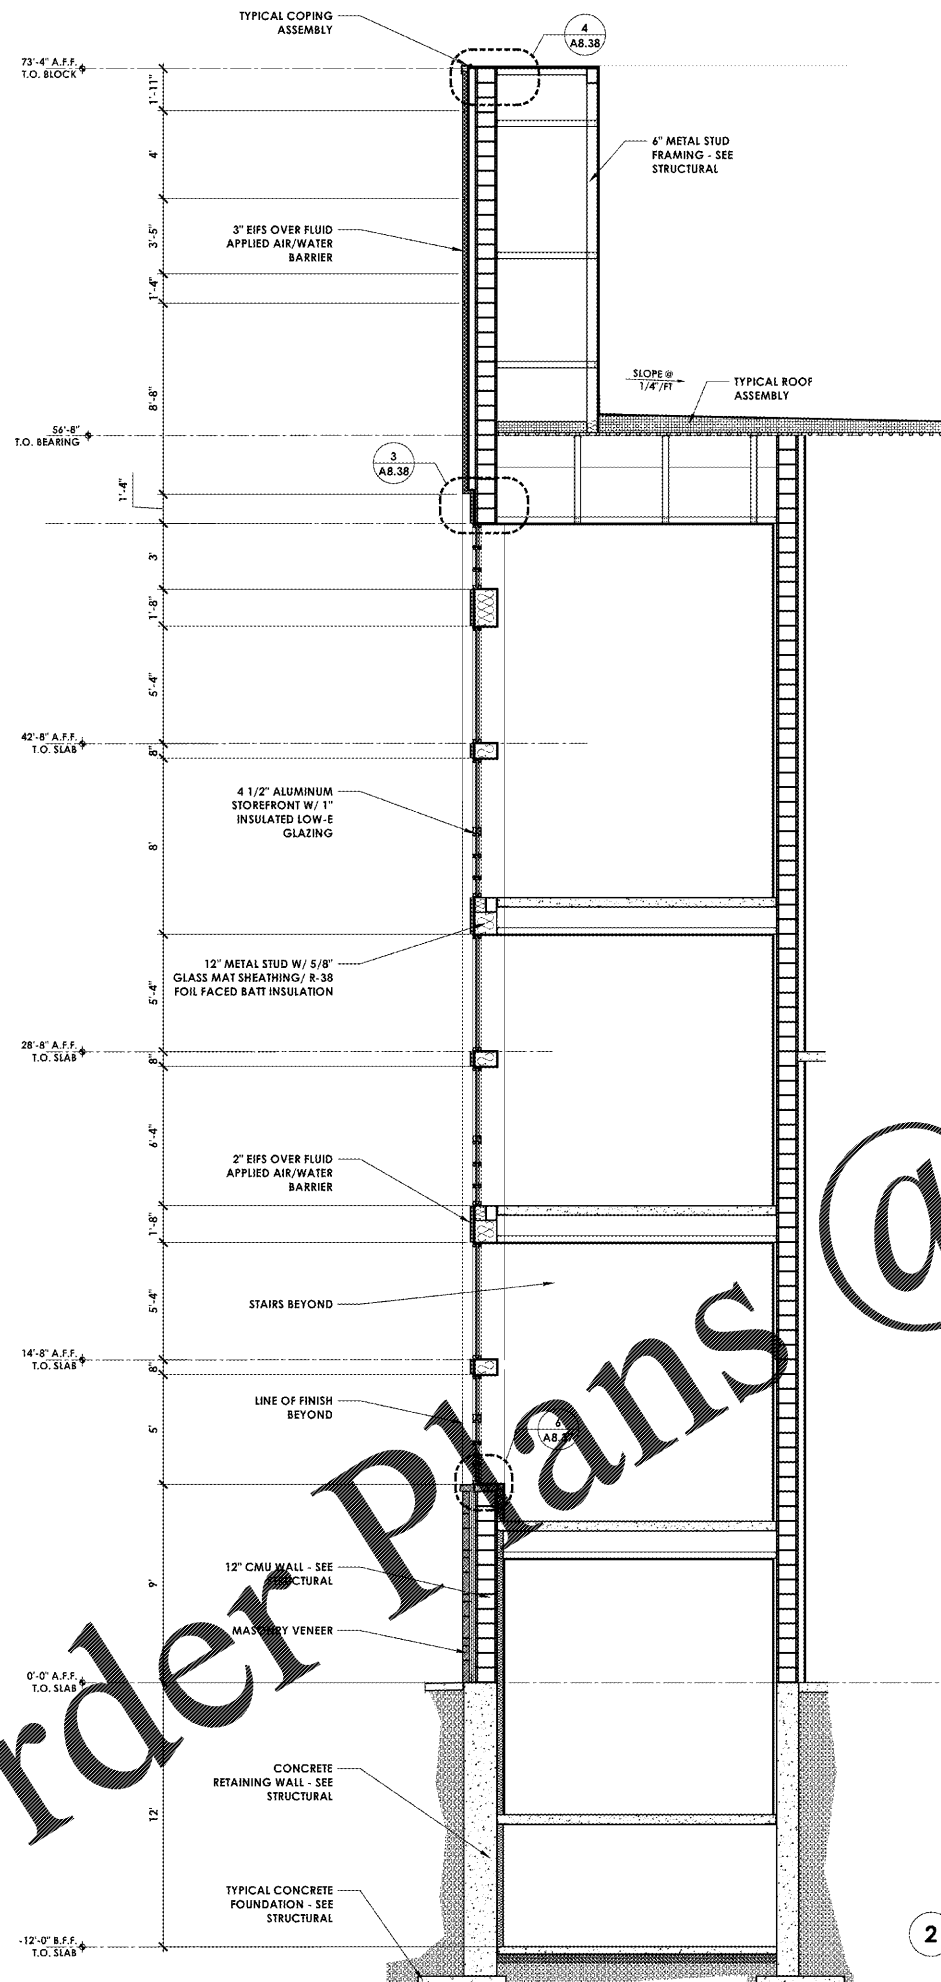 TYPICAL COPING
ASSEMBLY
4
A8.38
73'-4" A.F.F.
T.O. BLOCK
1'-11"
4'
6" METAL STUD
FRAMING - SEE
STRUCTURAL
3'-5"
3" EIFS OVER FLUID
APPLIED AIR/WATER
BARRIER
1'-4"
8'-8"
SLOPE @
1/4"/FT
TYPICAL ROOF
ASSEMBLY
56'-8"
T.O. BEARING
3
A8.38
1'-4"
3'
1'-8"
5'-4"
42'-8" A.F.F.
T.O. SLAB
8"
4 1/2" ALUMINUM
STOREFRONT W/ 1"
INSULATED LOW-E
GLAZING
8'
12" METAL STUD W/ 5/8"
GLASS MAT SHEATHING/ R-38
FOIL FACED BATT INSULATION
5'-4"
28'-8" A.F.F.
T.O. SLAB
8"
6'-4"
2" EIFS OVER FLUID
APPLIED AIR/WATER
BARRIER
1'-8"
5'-4"
STAIRS BEYOND
14'-8" A.F.F.
T.O. SLAB
8"
LINE OF FINISH
BEYOND
5'
6
12" CMU WALL - SEE
STRUCTURAL
9'
MASONRY VENEER
0'-0" A.F.F.
T.O. SLAB
CONCRETE
RETAINING WALL - SEE
STRUCTURAL
12'
TYPICAL CONCRETE
FOUNDATION - SEE
STRUCTURAL
-12'-0" B.F.F.
T.O. SLAB
2
rder Plans @